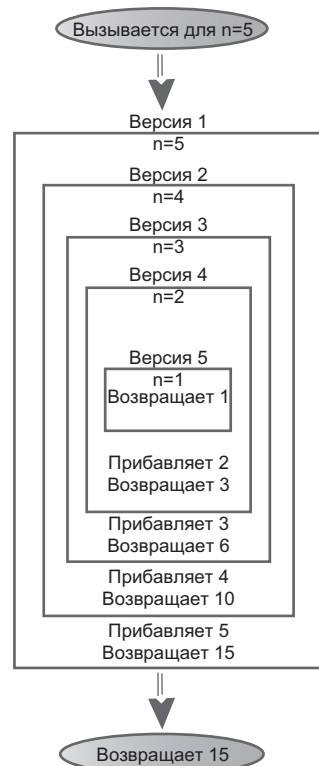 Вызывается для n=5
Версия 1
n=5
Версия 2
n=4
Версия 3
n=3
Версия 4
n=2
Версия 5
n=1
Возвращает 1
Прибавляет 2
Возвращает 3
Прибавляет 3
Возвращает 6
Прибавляет 4
Возвращает 10
Прибавляет 5
Возвращает 15
Возвращает 15